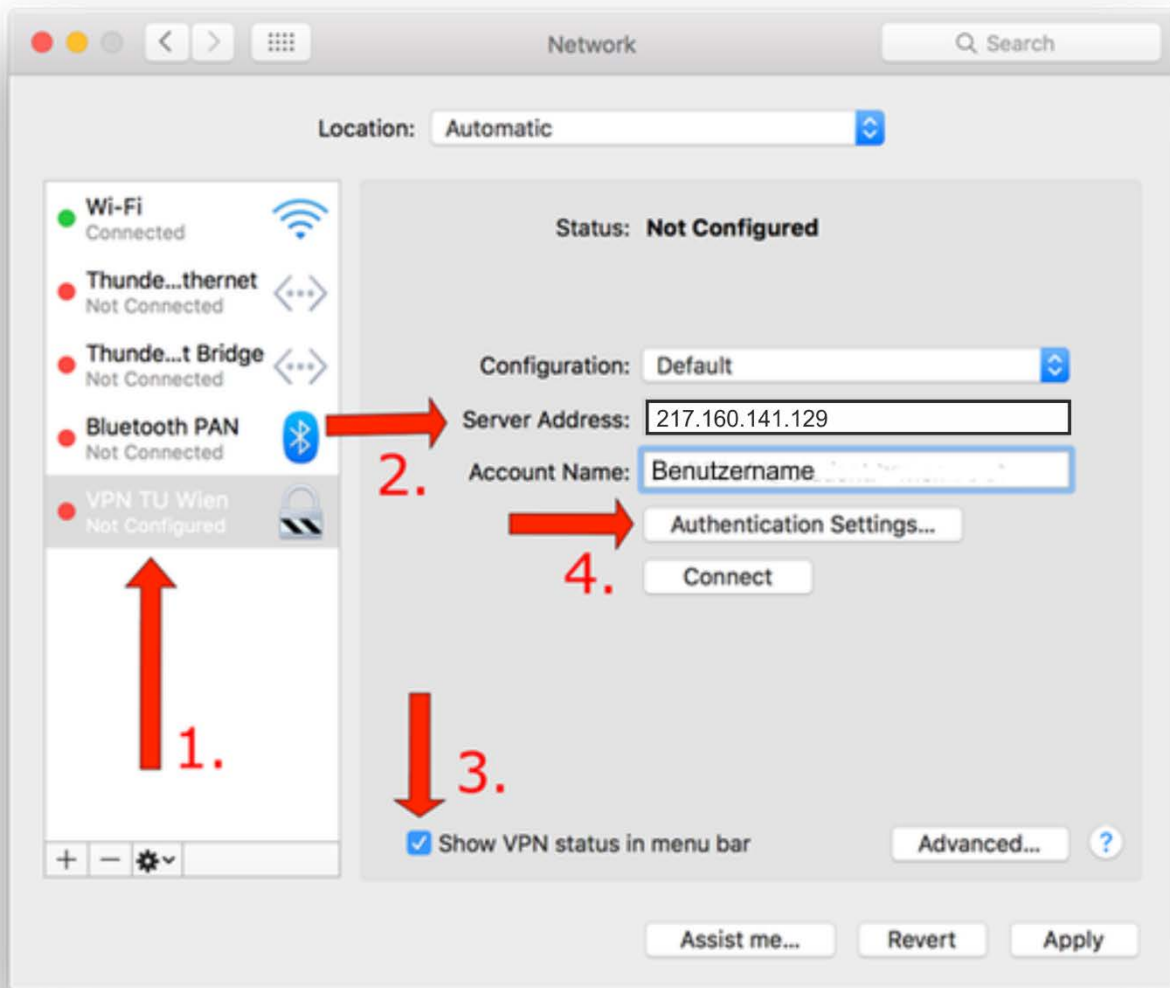 Network
Search
Location: Automatic
Wi-Fi
Connected
Thunde...thernet
Not Connected
Thunde...t Bridge
Not Connected
Bluetooth PAN
Not Connected
VPN TU Wien
Not Configured
1.
Status: Not Configured
Configuration: Default
2.
Server Address: 217.160.141.129
Account Name: Benutzername
4.
Authentication Settings...
Connect
3.
Show VPN status in menu bar
Advanced...
?
Assist me...
Revert
Apply